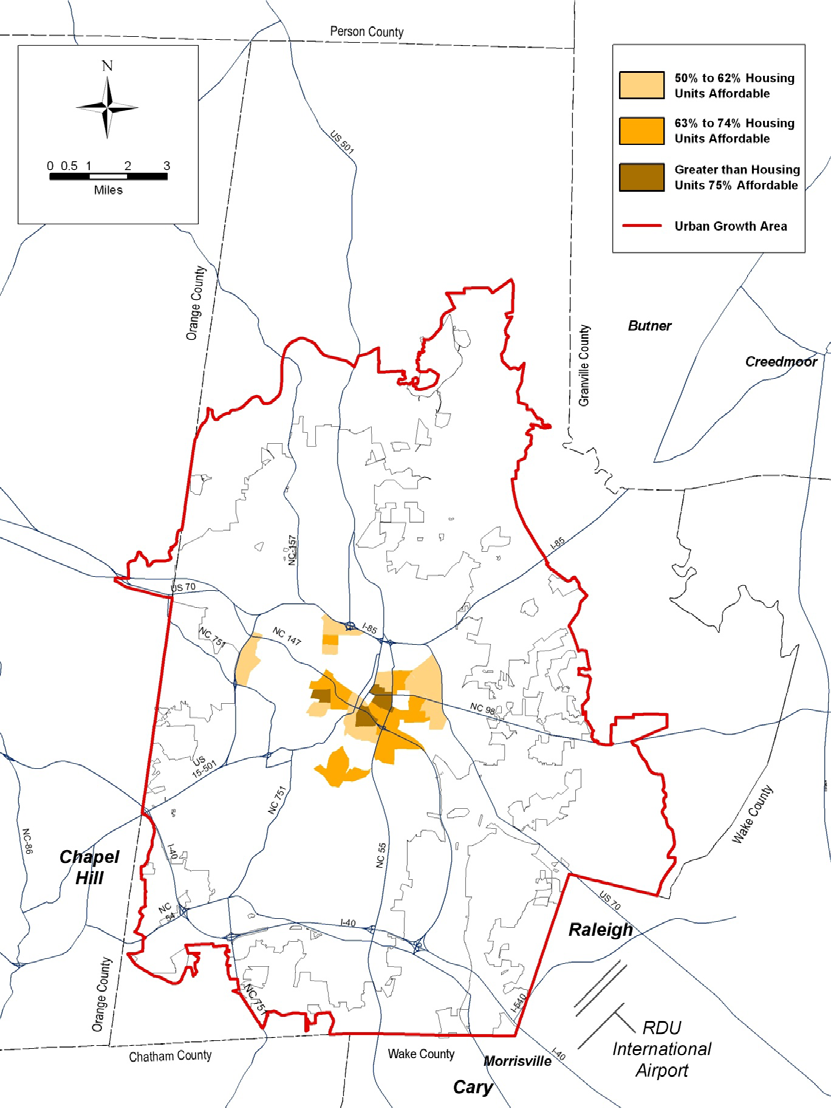 Person County
N
0 0.5 1 2 3
Miles
50% to 62% Housing
Units Affordable
63% to 74% Housing
Units Affordable
Greater than Housing
Units 75% Affordable
Urban Growth Area
US 501
Orange County
Granville County
Butner
Creedmoor
NC-157
I-85
US 70
NC 751
NC 147
I-85
NC 98
US
15-501
NC 751
NC-86
Chapel
Hill
I-40
NC 55
Wake County
NC
54
I-40
US 70
Raleigh
Orange County
NC/751
I-540
RDU
International
Airport
Chatham County
Wake County
Morrisville
I-40
Cary